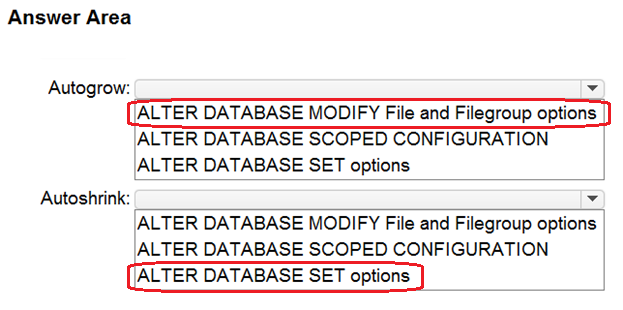 Answer Area
Autogrow:
ALTER DATABASE MODIFY File and Filegroup options
ALTER DATABASE SCOPED CONFIGURATION
ALTER DATABASE SET options
Autoshrink:
ALTER DATABASE MODIFY File and Filegroup options
ALTER DATABASE SCOPED CONFIGURATION
ALTER DATABASE SET options